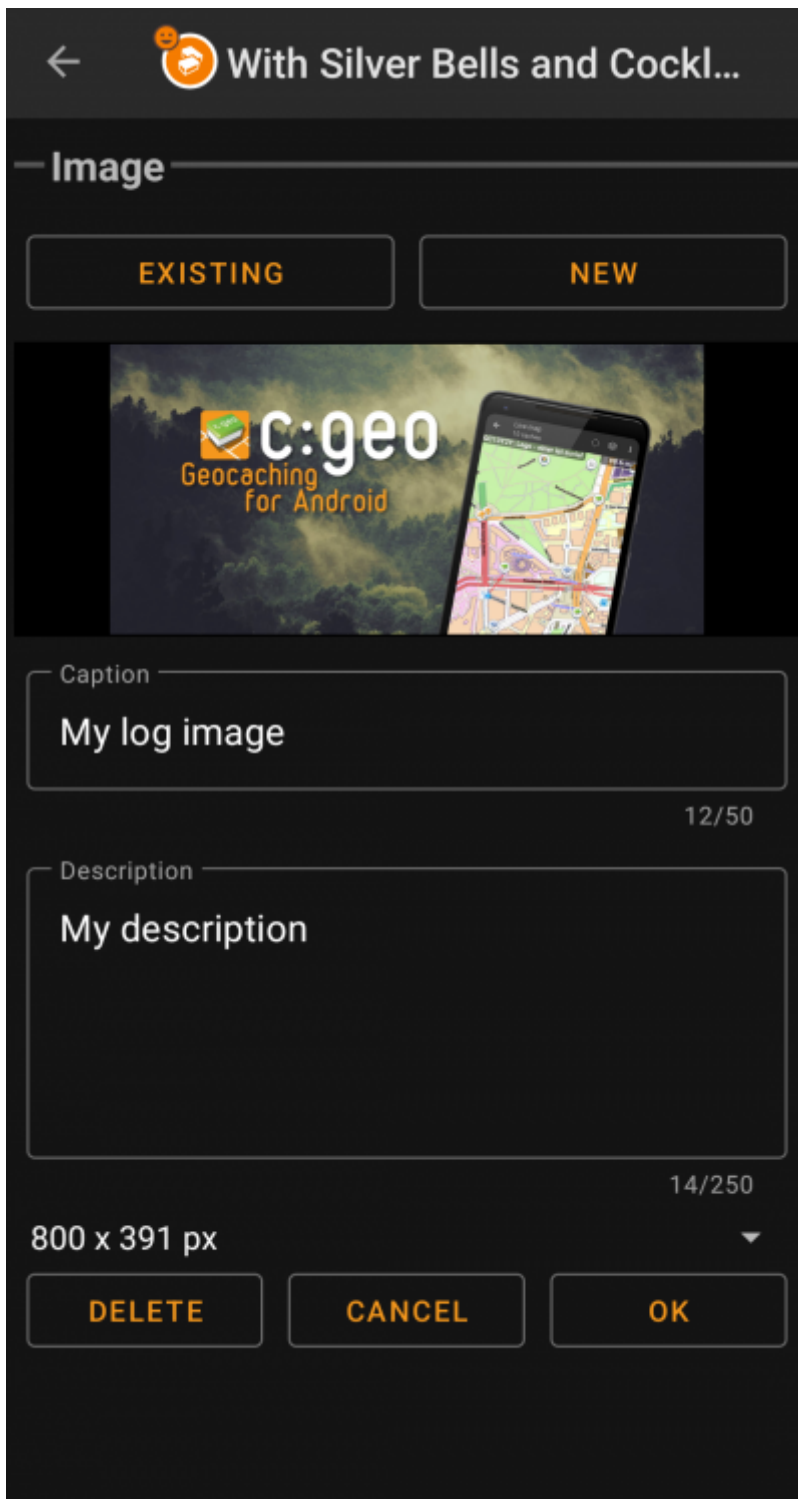 With Silver Bells and Cockl...
Image
EXISTING
NEW
c:geo
Geocaching
for Android
Caption
My log image
12/50
Description
My description
14/250
800 x 391 px
DELETE
CANCEL
OK